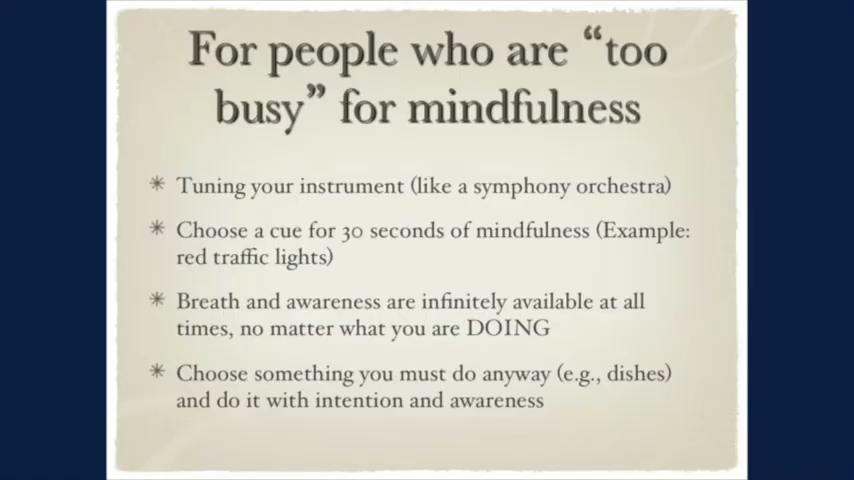 For people who are “too
busy” for mindfulness
✴ Tuning your instrument (like a symphony orchestra)
✴ Choose a cue for 30 seconds of mindfulness (Example:
red traffic lights)
✴ Breath and awareness are infinitely available at all
times, no matter what you are DOING
✴ Choose something you must do anyway (e.g., dishes)
and do it with intention and awareness